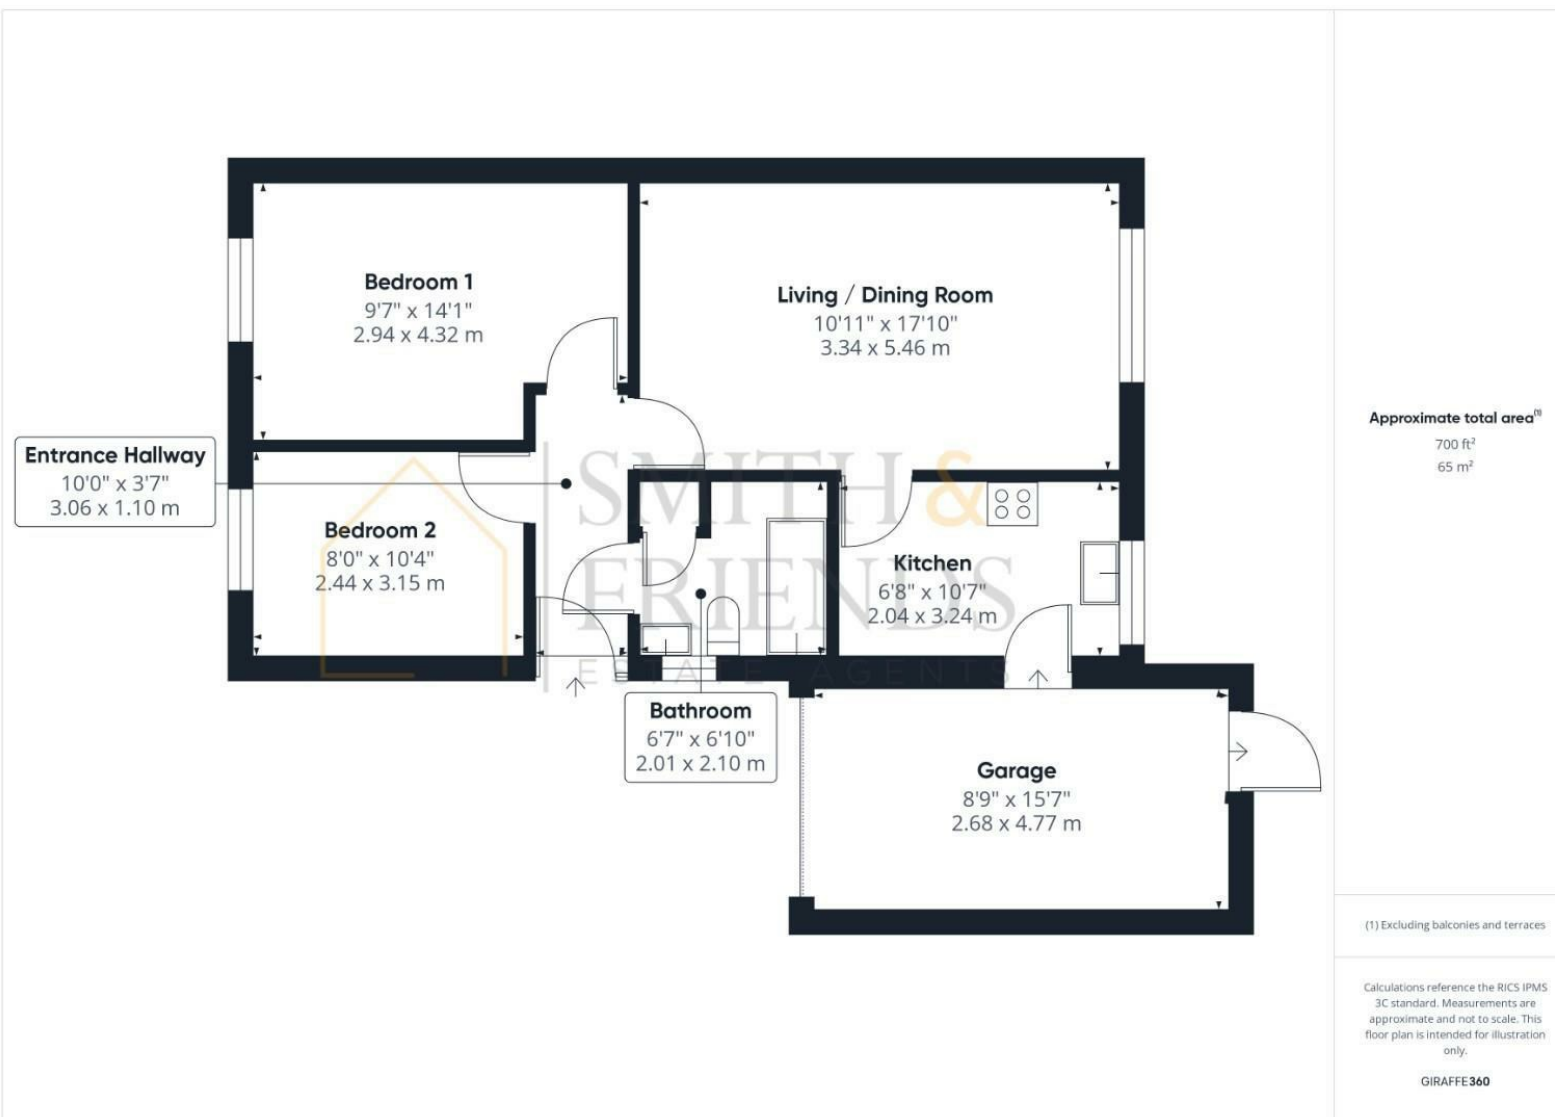 Bedroom 1
9'7" x 14'1"
2.94 x 4.32 m
Living / Dining Room
10'11" x 17'10"
3.34 x 5.46 m
Entrance Hallway
10'0" x 3'7"
3.06 x 1.10 m
Bedroom 2
8'0" x 10'4"
2.44 x 3.15 m
SMITH &
FRIENDS
ESTATE AGENTS
Kitchen
6'8" x 10'7"
2.04 x 3.24 m
Bathroom
6'7" x 6'10"
2.01 x 2.10 m
Garage
8'9" x 15'7"
2.68 x 4.77 m
Approximate total area(1)
700 ft²
65 m²
(1) Excluding balconies and terraces
Calculations reference the RICS IPMS
3C standard. Measurements are
approximate and not to scale. This
floor plan is intended for illustration
only.
GIRAFFE360